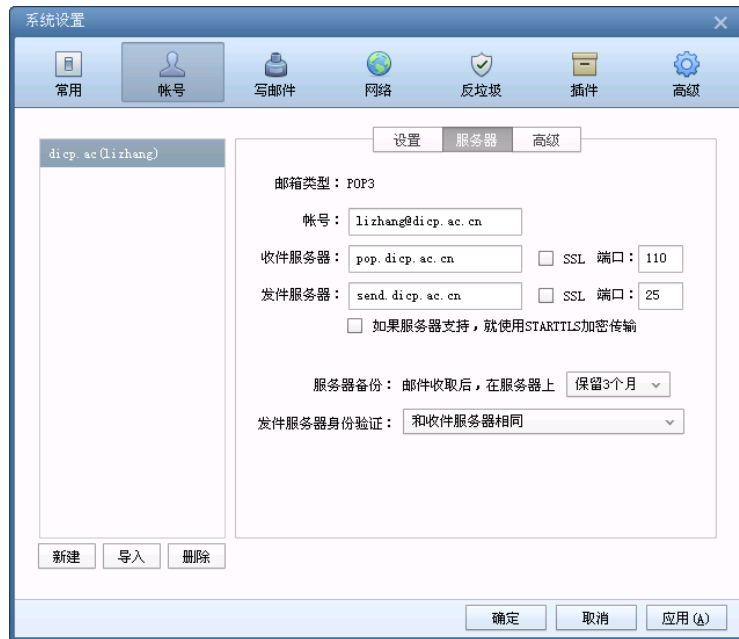 系统设置
常用 帐号 写邮件 网络 反垃圾 插件 高级
设置 服务器 高级
dicp.ac(lizhang)
邮箱类型：POP3
帐号：lizhang@dicp.ac.cn
收件服务器：pop.dicp.ac.cn SSL 端口：110
发件服务器：send.dicp.ac.cn SSL 端口：25
如果服务器支持，就使用STARTTLS加密传输
服务器备份：邮件收取后，在服务器上 保留3个月
发件服务器身份验证：和收件服务器相同
新建 导入 删除
确定 取消 应用(A)